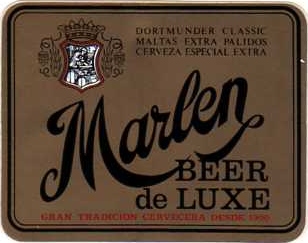 DORTMUNDER CLASSIC
MALTAS EXTRA PALIDOS
CERVEZA ESPECIAL EXTRA
Marlen
BEER
de LUXE
GRAN TRADICION CERVECERA DESDE 1900